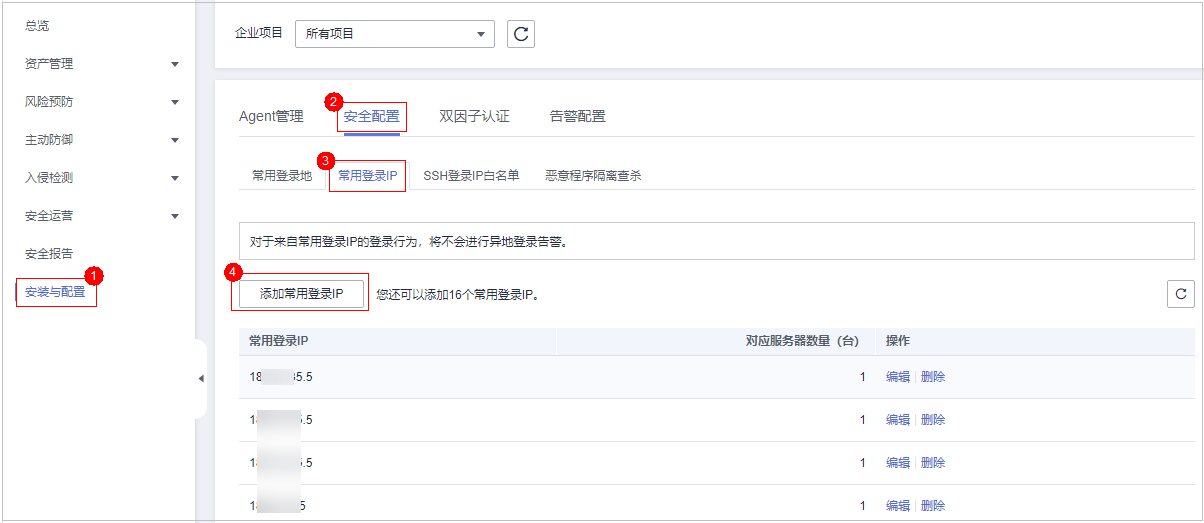 总览
资产管理
风险预防
主动防御
入侵检测
安全运营
安全报告
安装与配置
1
企业项目 所有项目
Agent管理 2 安全配置 双因子认证 告警配置
常用登录地 3 常用登录IP SSH登录IP白名单 恶意程序隔离查杀
对于来自常用登录IP的登录行为，将不会进行异地登录告警。
4 添加常用登录IP 您还可以添加16个常用登录IP。
常用登录IP 对应服务器数量（台） 操作
18 35.5 1 编辑 删除
1 .5 1 编辑 删除
1 .5 1 编辑 删除
1 5 1 编辑 删除